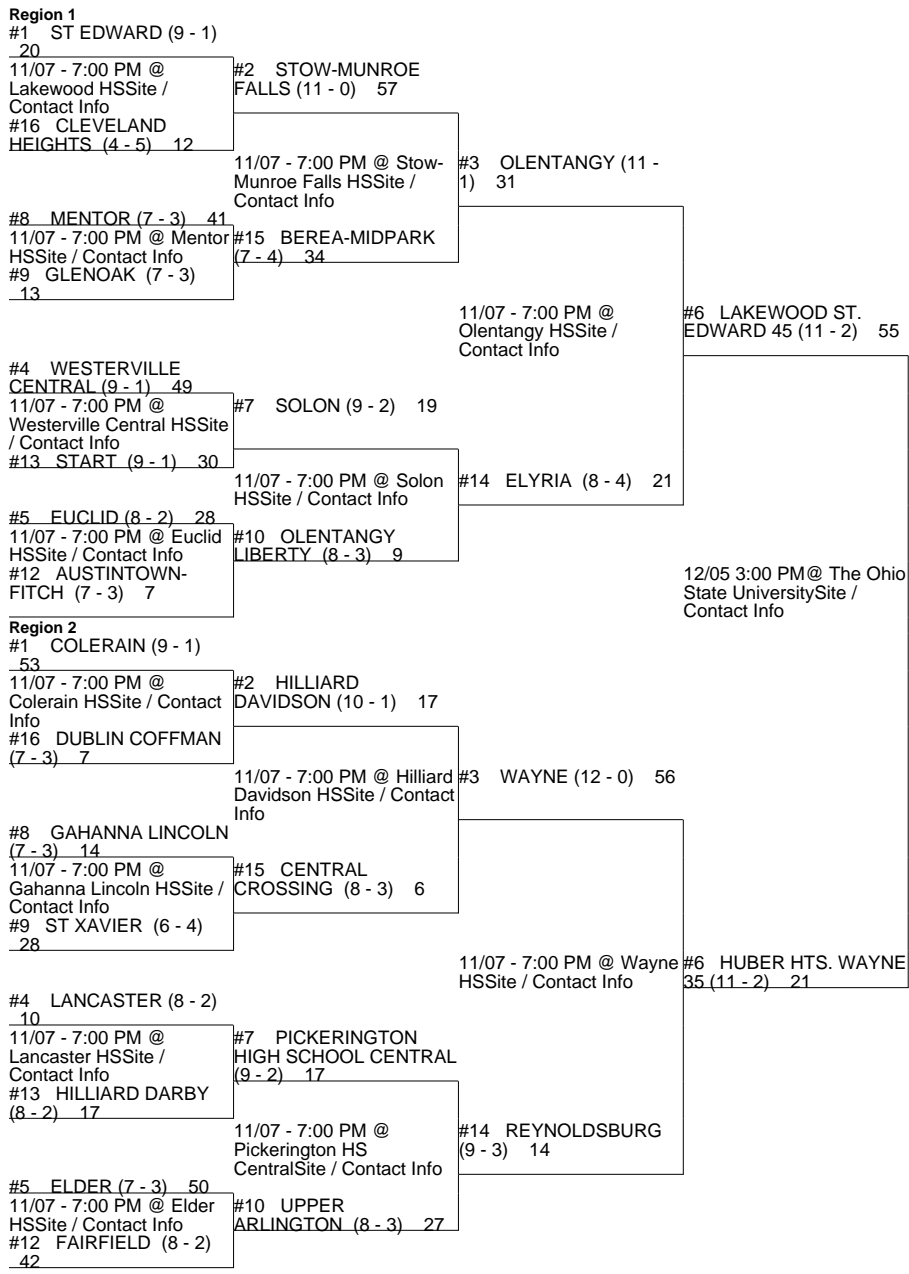 Region 1
#1 ST EDWARD (9 - 1)
20
11/07 - 7:00 PM @
Lakewood HSSite /
Contact Info
#16 CLEVELAND
HEIGHTS (4 - 5) 12
#8 MENTOR (7 - 3) 41
11/07 - 7:00 PM @ Mentor
HSSite / Contact Info
#9 GLENOAK (7 - 3)
13
#4 WESTERVILLE
CENTRAL (9 - 1) 49
11/07 - 7:00 PM @
Westerville Central HSSite
/ Contact Info
#13 START (9 - 1) 30
#5 EUCLID (8 - 2) 28
11/07 - 7:00 PM @ Euclid
HSSite / Contact Info
#12 AUSTINTOWN-
FITCH (7 - 3) 7
Region 2
#1 COLERAIN (9 - 1)
53
11/07 - 7:00 PM @
Colerain HSSite / Contact
Info
#16 DUBLIN COFFMAN
(7 - 3) 7
#8 GAHANNA LINCOLN
(7 - 3) 14
11/07 - 7:00 PM @
Gahanna Lincoln HSSite /
Contact Info
#9 ST XAVIER (6 - 4)
28
#4 LANCASTER (8 - 2)
10
11/07 - 7:00 PM @
Lancaster HSSite /
Contact Info
#13 HILLIARD DARBY
(8 - 2) 17
#5 ELDER (7 - 3) 50
11/07 - 7:00 PM @ Elder
HSSite / Contact Info
#12 FAIRFIELD (8 - 2)
42
#2 STOW-MUNROE
FALLS (11 - 0) 57
11/07 - 7:00 PM @ Stow-
Munroe Falls HSSite /
Contact Info
#15 BEREA-MIDPARK
(7 - 4) 34
#7 SOLON (9 - 2) 19
11/07 - 7:00 PM @ Solon
HSSite / Contact Info
#10 OLENTANGY
LIBERTY (8 - 3) 9
#2 HILLIARD
DAVIDSON (10 - 1) 17
11/07 - 7:00 PM @ Hilliard
Davidson HSSite / Contact
Info
#15 CENTRAL
CROSSING (8 - 3) 6
#7 PICKERINGTON
HIGH SCHOOL CENTRAL
(9 - 2) 17
11/07 - 7:00 PM @
Pickerington HS
CentralSite / Contact Info
#10 UPPER
ARLINGTON (8 - 3) 27
#3 OLENTANGY (11 -
1) 31
11/07 - 7:00 PM @
Olentangy HSSite /
Contact Info
#14 ELYRIA (8 - 4) 21
#3 WAYNE (12 - 0) 56
11/07 - 7:00 PM @ Wayne
HSSite / Contact Info
#14 REYNOLDSBURG
(9 - 3) 14
#6 LAKEWOOD ST.
EDWARD 45 (11 - 2) 55
12/05 3:00 PM@ The Ohio
State UniversitySite /
Contact Info
#6 HUBER HTS. WAYNE
35 (11 - 2) 21